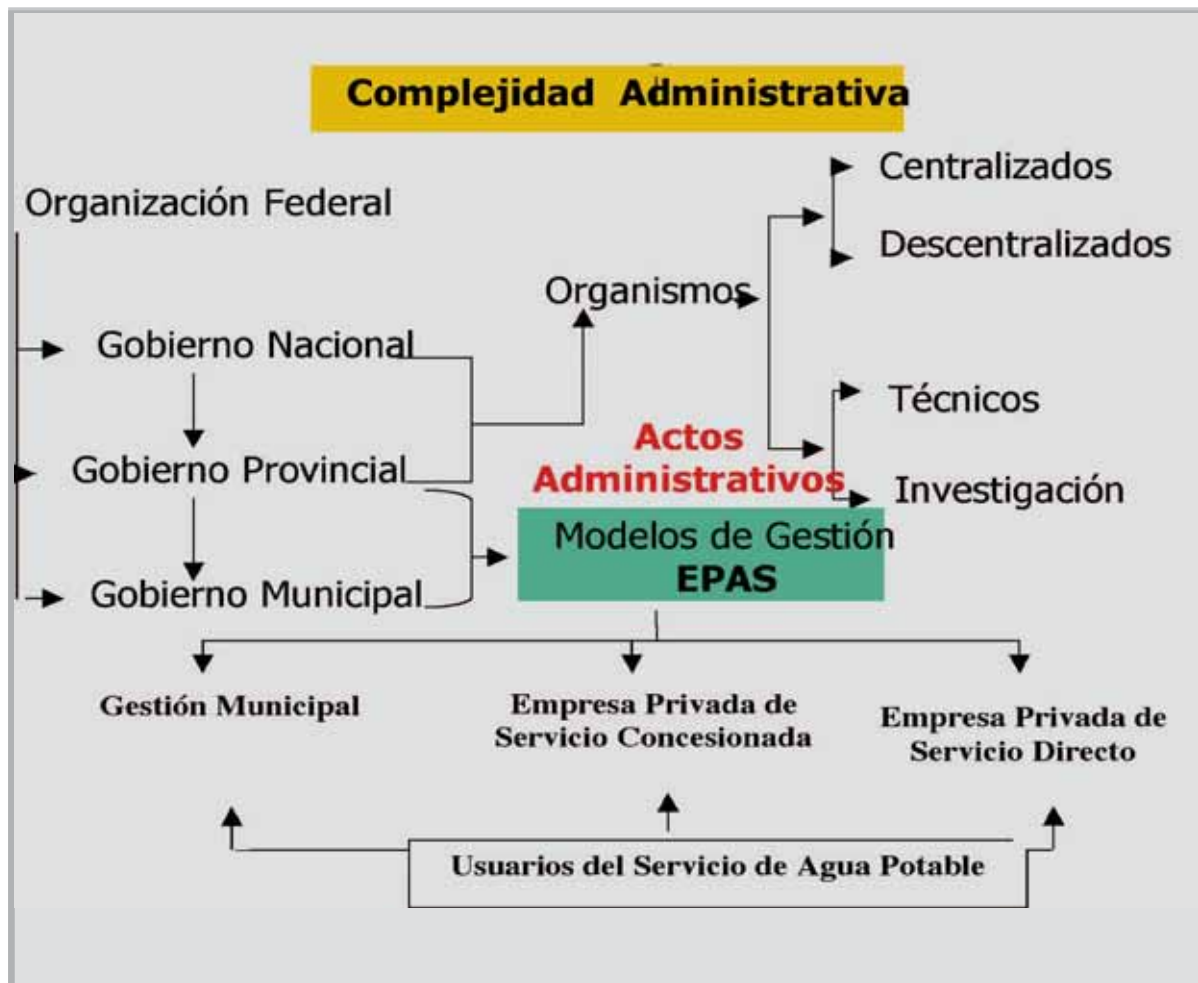 Complejidad Administrativa
Organización Federal
Gobierno Nacional
Gobierno Provincial
Gobierno Municipal
Organismos
Centralizados
Descentralizados
Técnicos
Investigación
Actos
Administrativos
Modelos de Gestión
EPAS
Gestión Municipal
Empresa Privada de
Servicio Concesionada
Empresa Privada de
Servicio Directo
Usuarios del Servicio de Agua Potable